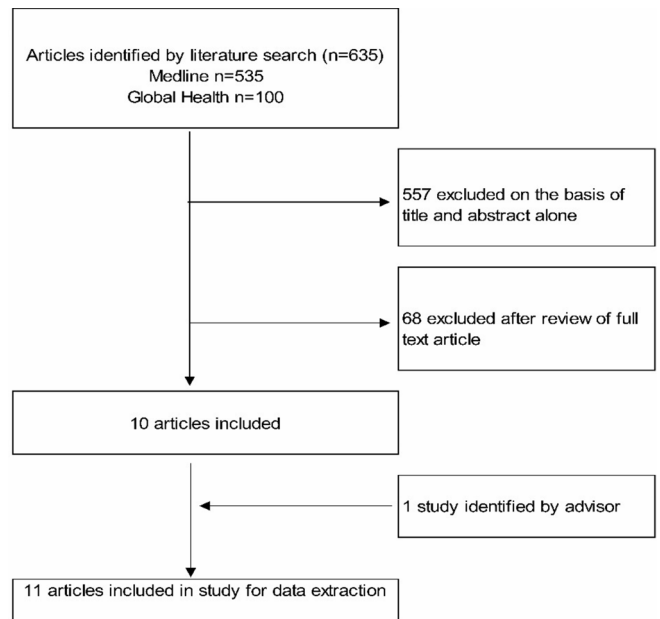 Articles identified by literature search (n=635)
Medline n=535
Global Health n=100
557 excluded on the basis of
title and abstract alone
68 excluded after review of full
text article
10 articles included
1 study identified by advisor
11 articles included in study for data extraction